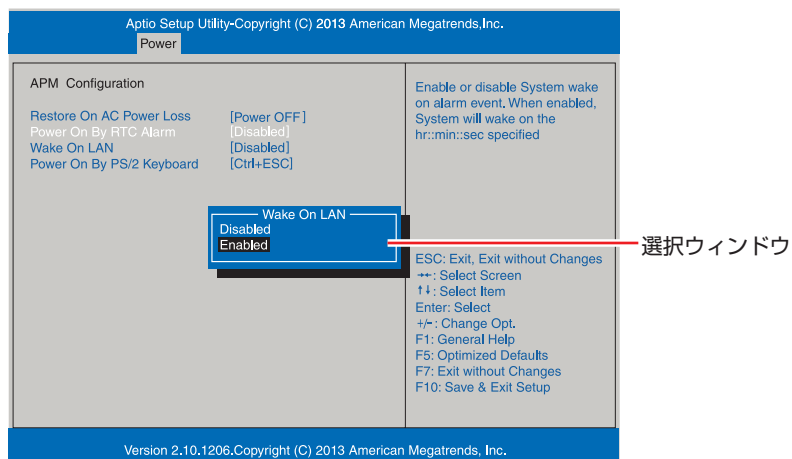 Aptio Setup Utility-Copyright (C) 2013 American Megatrends,Inc.
Power
APM Configuration
Restore On AC Power Loss [Power OFF]
Power On By RTC Alarm [Disabled]
Wake On LAN [Disabled]
Power On By PS/2 Keyboard [Ctrl+ESC]
Wake On LAN
Disabled
Enabled
Enable or disable System wake
on alarm event. When enabled,
System will wake on the
hr::min::sec specified
選択ウィンドウ
ESC: Exit, Exit without Changes
→←: Select Screen
↑↓: Select Item
Enter: Select
+/-: Change Opt.
F1: General Help
F5: Optimized Defaults
F7: Exit without Changes
F10: Save & Exit Setup
Version 2.10.1206.Copyright (C) 2013 American Megatrends, Inc.